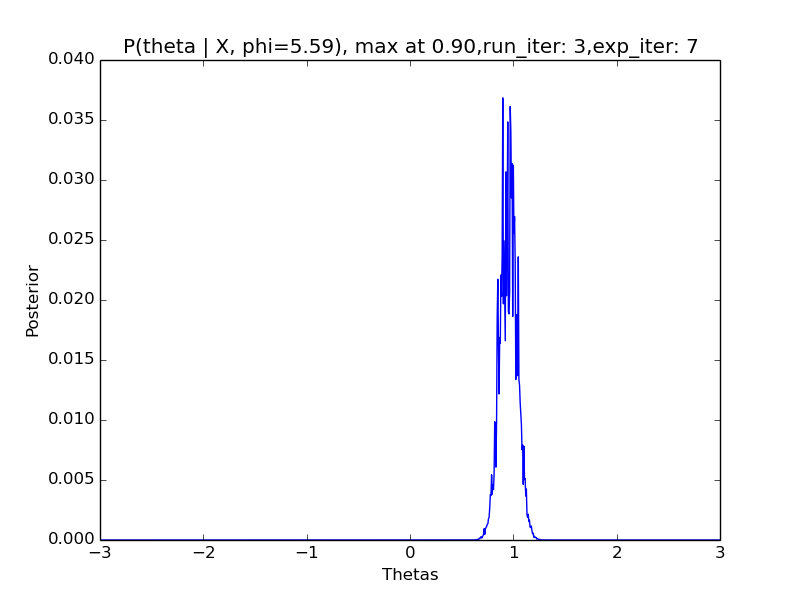 P(theta | X, phi=5.59), max at 0.90,run_iter: 3,exp_iter: 7
0.040
0.035
0.030
0.025
0.020
0.015
0.010
0.005
0.000
Posterior
−3 −2 −1 0 1 2 3
Thetas